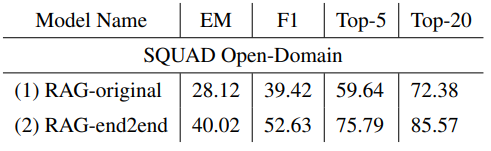 Model Name EM F1 Top-5 Top-20
SQUAD Open-Domain
(1) RAG-original 28.12 39.42 59.64 72.38
(2) RAG-end2end 40.02 52.63 75.79 85.57